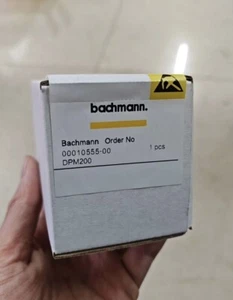 bachmann.
Bachmann Order No
00010555-00 1 pcs
DPM200